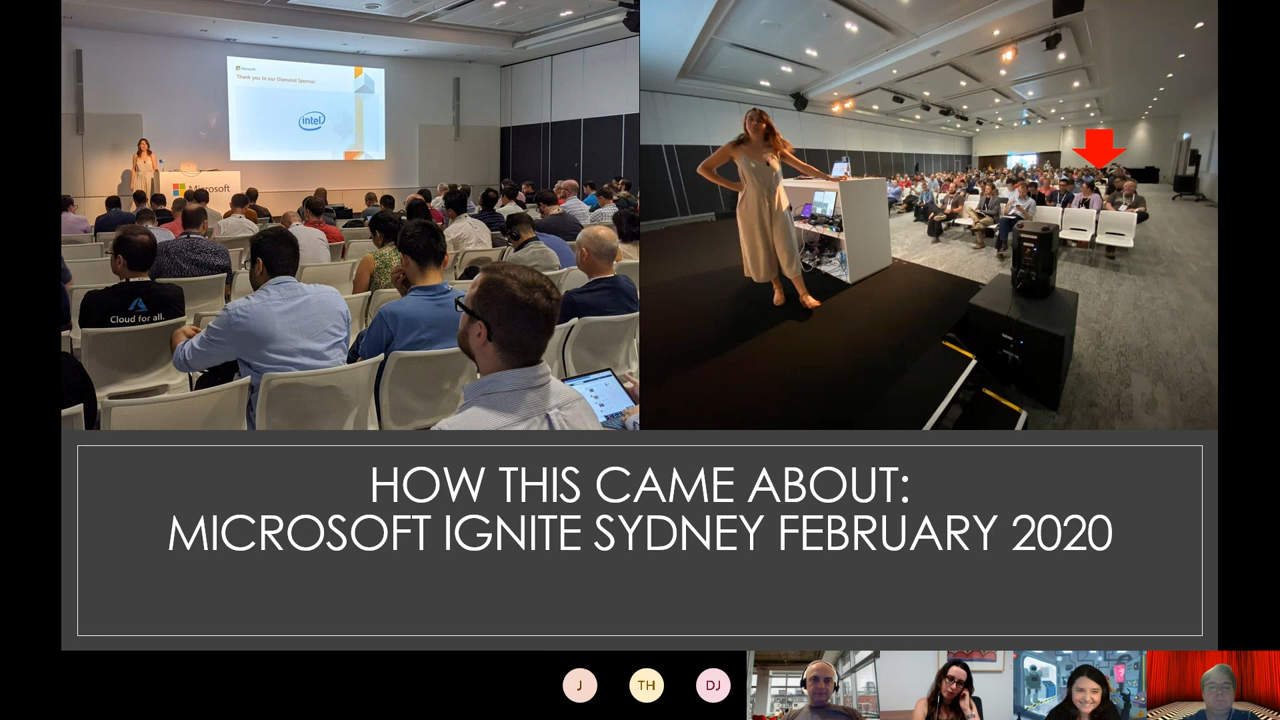 Microsoft
Thank you to our Diamond Sponsor
intel
Microsoft
Cloud for all.
HOW THIS CAME ABOUT:
MICROSOFT IGNITE SYDNEY FEBRUARY 2020
J
TH
DJ